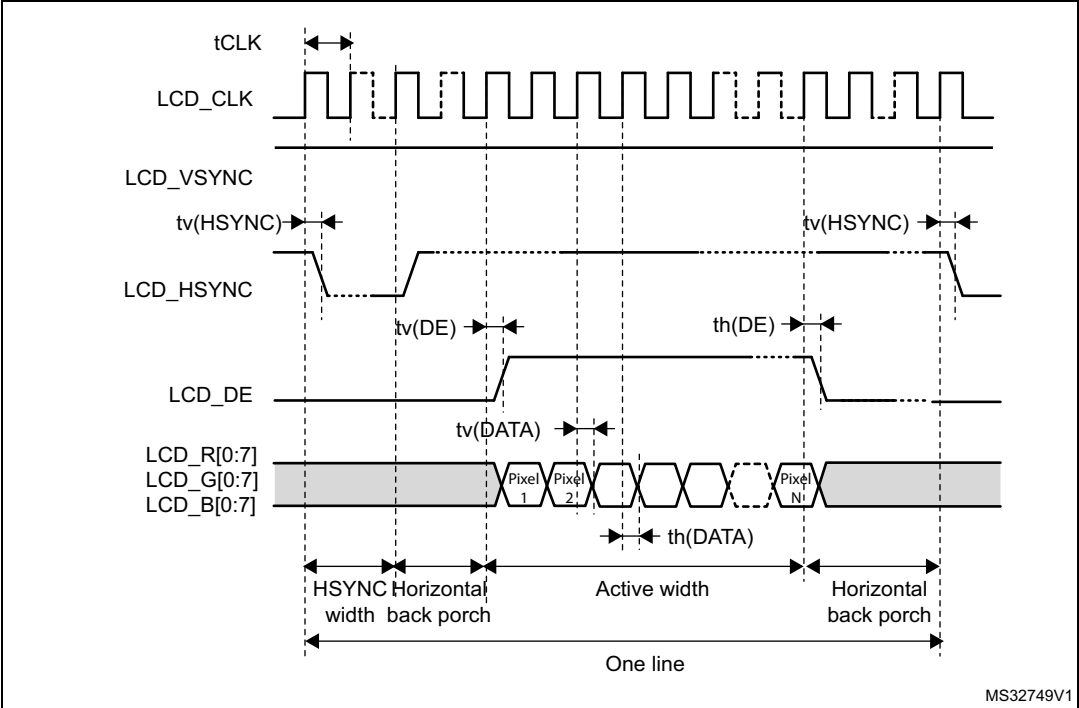 tCLK
LCD_CLK
LCD_VSYNC
tv(HSYNC)
tv(HSYNC)
LCD_HSYNC
tv(DE)
th(DE)
LCD_DE
tv(DATA)
LCD_R[0:7]
LCD_G[0:7]
LCD_B[0:7]
Pixel
1
Pixel
2
Pixel
N
th(DATA)
HSYNC
width
Horizontal
back porch
Active width
Horizontal
back porch
One line
MS32749V1